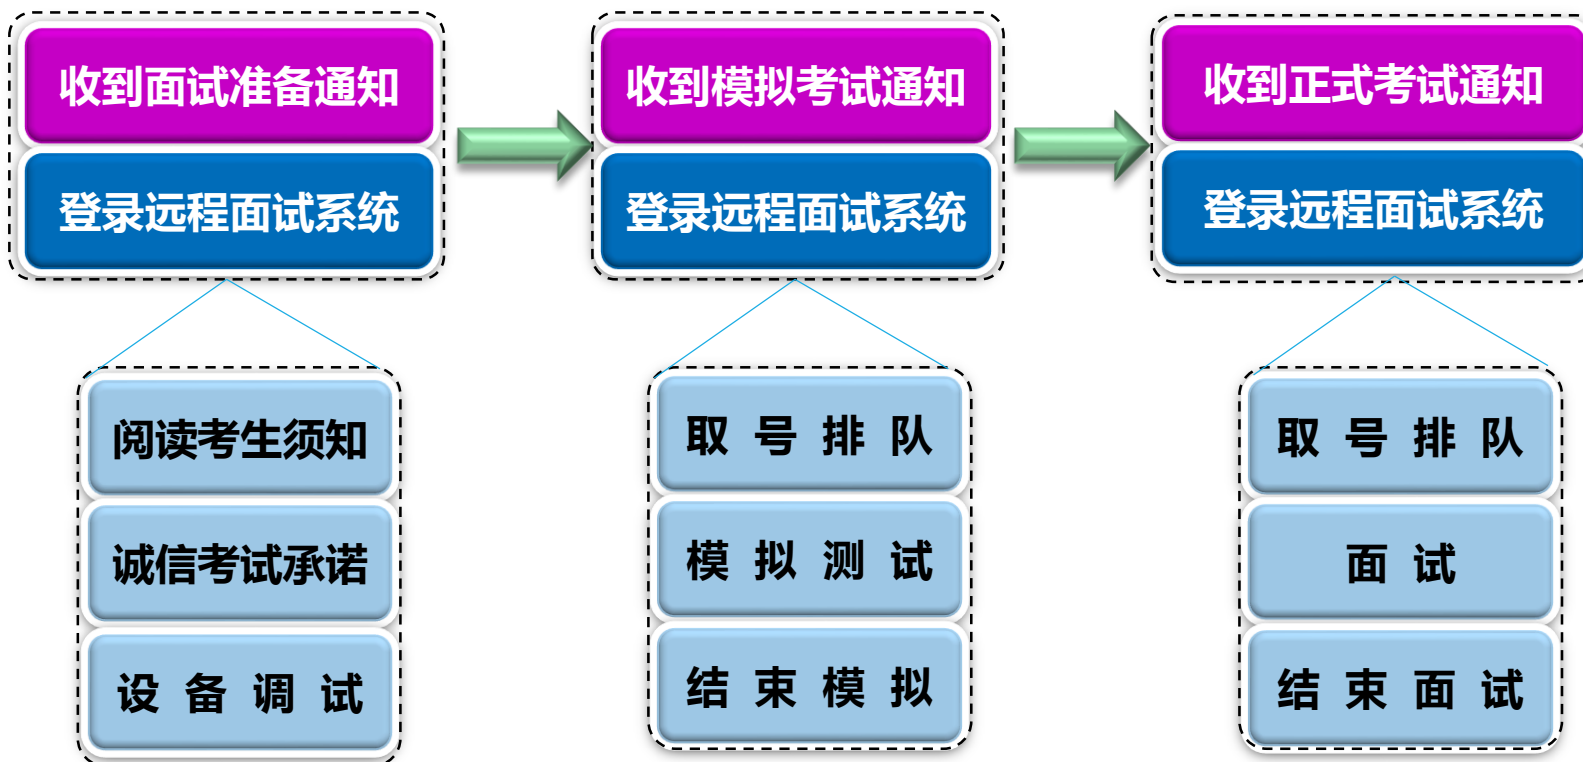 收到面试准备通知
登录远程面试系统
阅读考生须知
诚信考试承诺
设备调试
收到模拟考试通知
登录远程面试系统
取号排队
模拟测试
结束模拟
收到正式考试通知
登录远程面试系统
取号排队
面试
结束面试